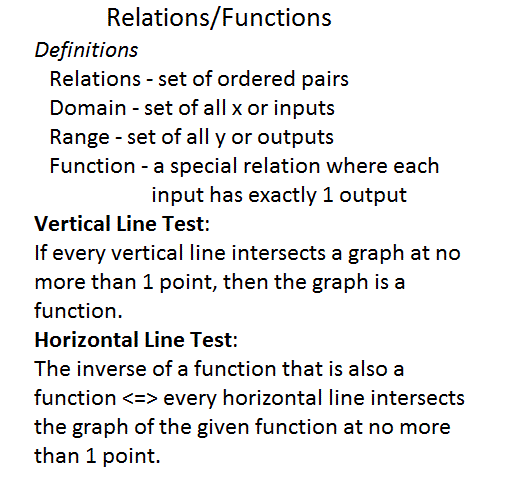 Relations/Functions
Definitions
Relations - set of ordered pairs
Domain - set of all x or inputs
Range - set of all y or outputs
Function - a special relation where each
input has exactly 1 output
Vertical Line Test:
If every vertical line intersects a graph at no
more than 1 point, then the graph is a
function.
Horizontal Line Test:
The inverse of a function that is also a
function <=> every horizontal line intersects
the graph of the given function at no more
than 1 point.